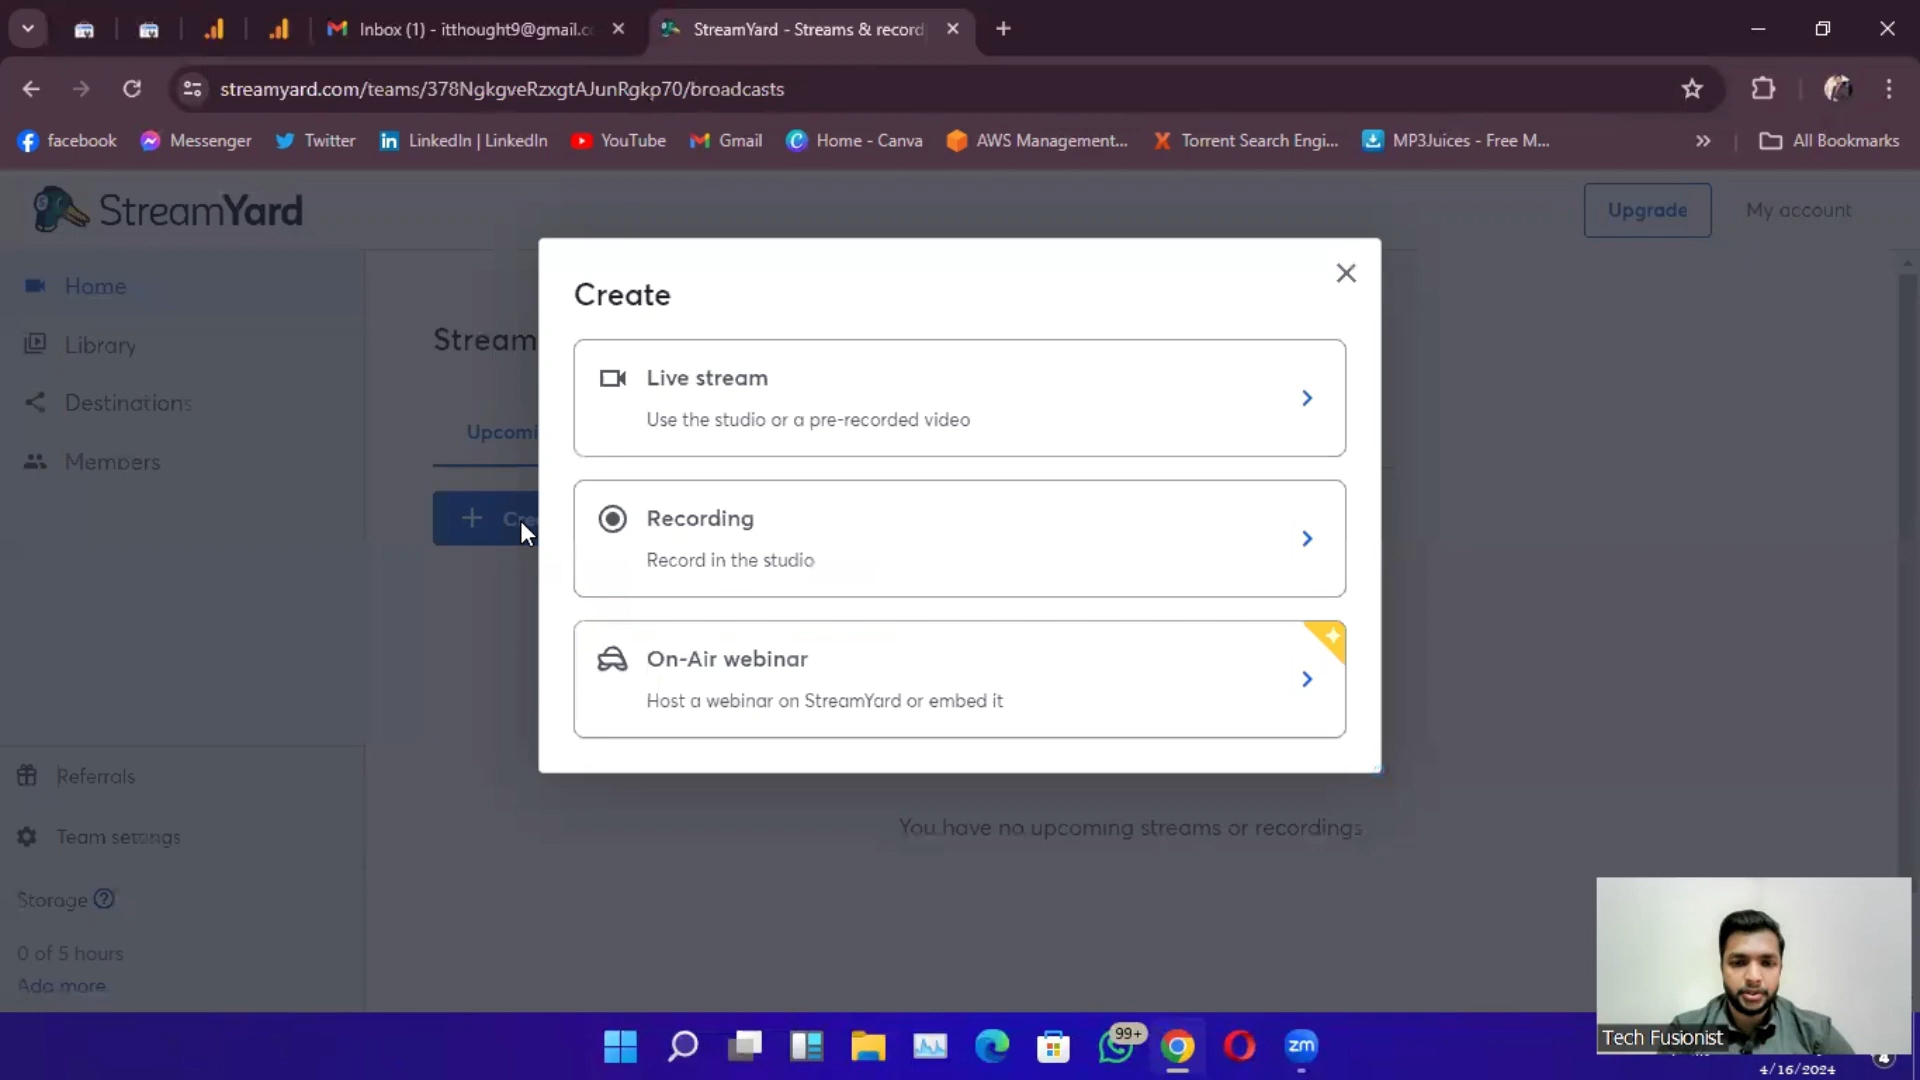 Inbox (1) - itthought9@gmail.c
StreamYard - Streams & record
streamyard.com/teams/378NgkgveRzxgtAJunRgkp70/broadcasts
facebook
Messenger
Twitter
LinkedIn | LinkedIn
YouTube
Gmail
Home - Canva
AWS Management...
Torrent Search Engi...
MP3Juices - Free M...
All Bookmarks
StreamYard
Upgrade
My account
Home
Library
Destinations
Members
Stream
Upcomi
Cre
Create
Live stream
Use the studio or a pre-recorded video
Recording
Record in the studio
On-Air webinar
Host a webinar on StreamYard or embed it
You have no upcoming streams or recordings
Referrals
Team settings
Storage
0 of 5 hours
Add more
99+
zm
Tech Fusionist
4/16/2024
4